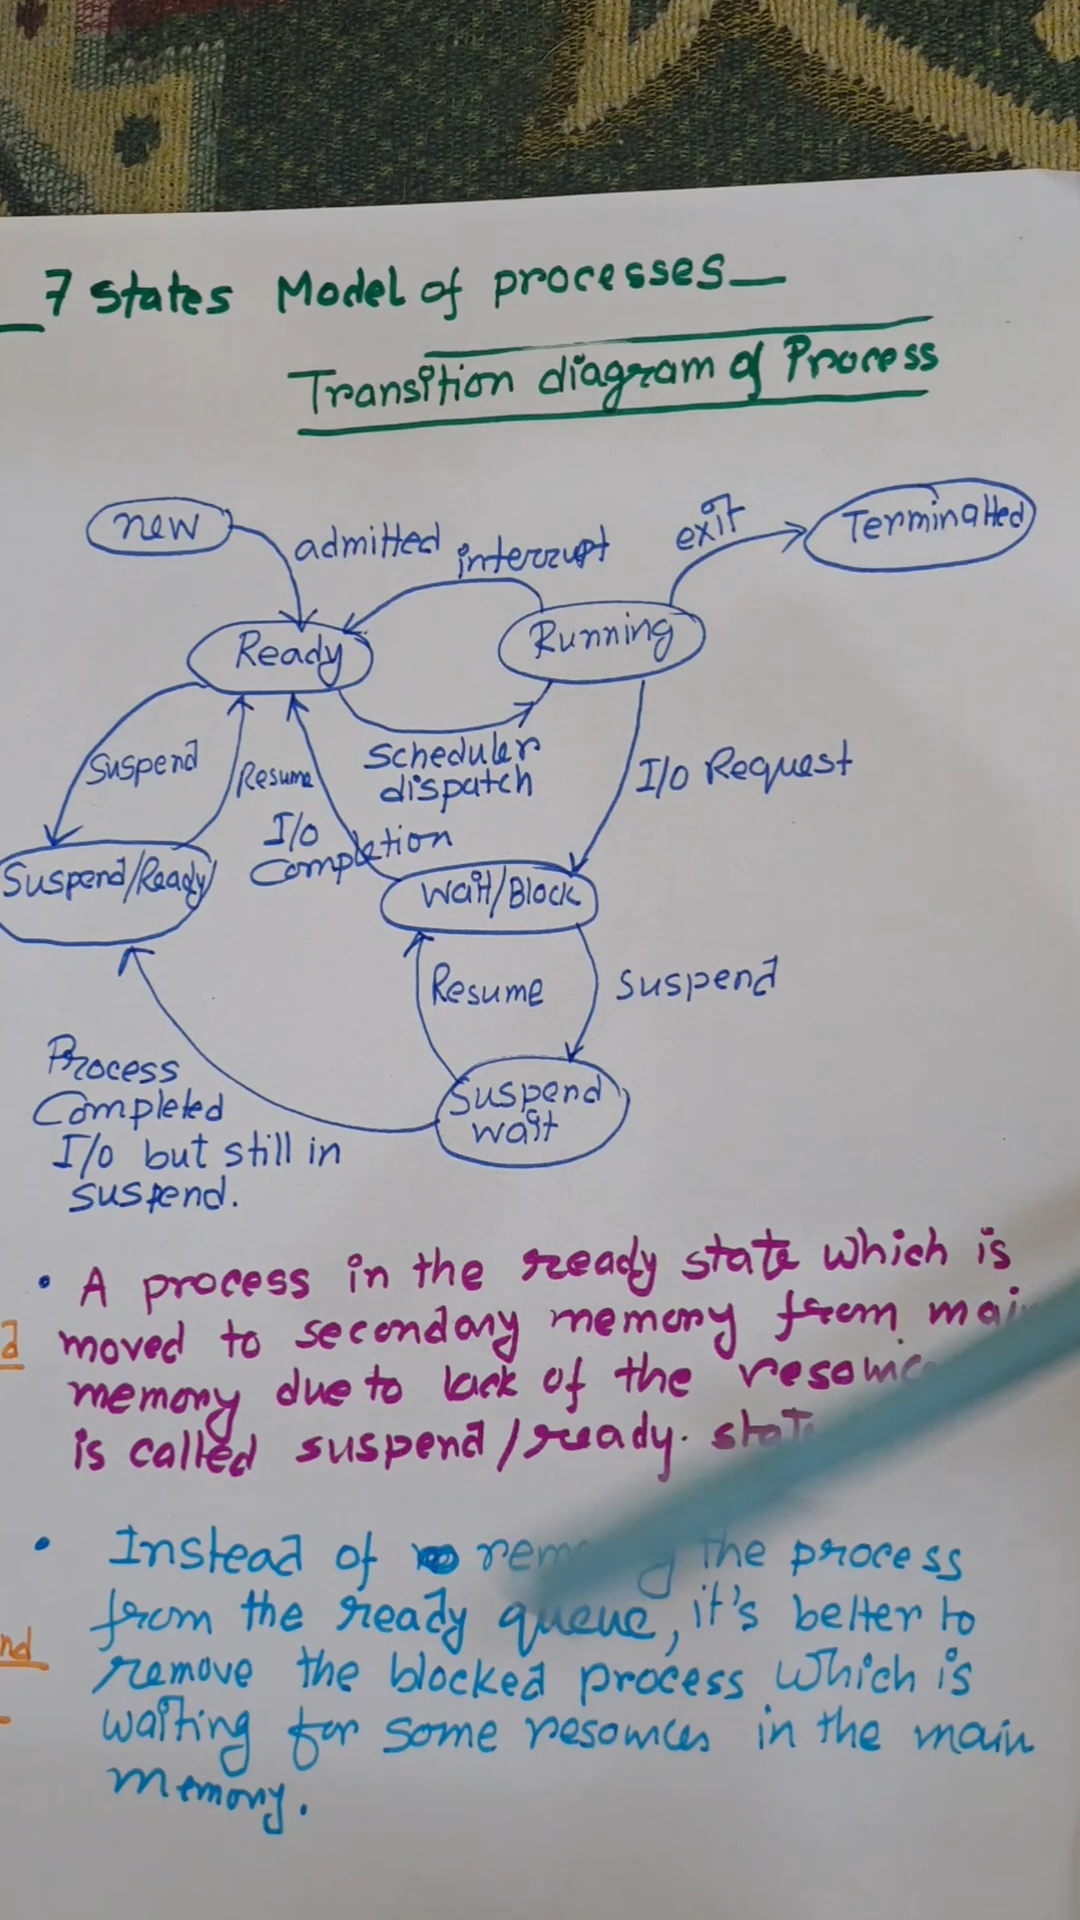 7 states Model of processes
Transition diagram of Process
new
admitted
interrupt
exit
Terminatted
Ready
Running
Suspend
Resume
scheduler
dispatch
I/o Request
I/o
Completion
Suspend/Ready
Wait/Block
Resume
suspend
Suspend
wait
Process
Completed
I/o but still in
suspend.
• A process in the ready state which is
moved to secondary memory from
memory due to lack of the
is called suspend/ready.
• Instead of the process
from the ready queue, it's better to
remove the blocked process which is
waiting for some resources in the main
memory.